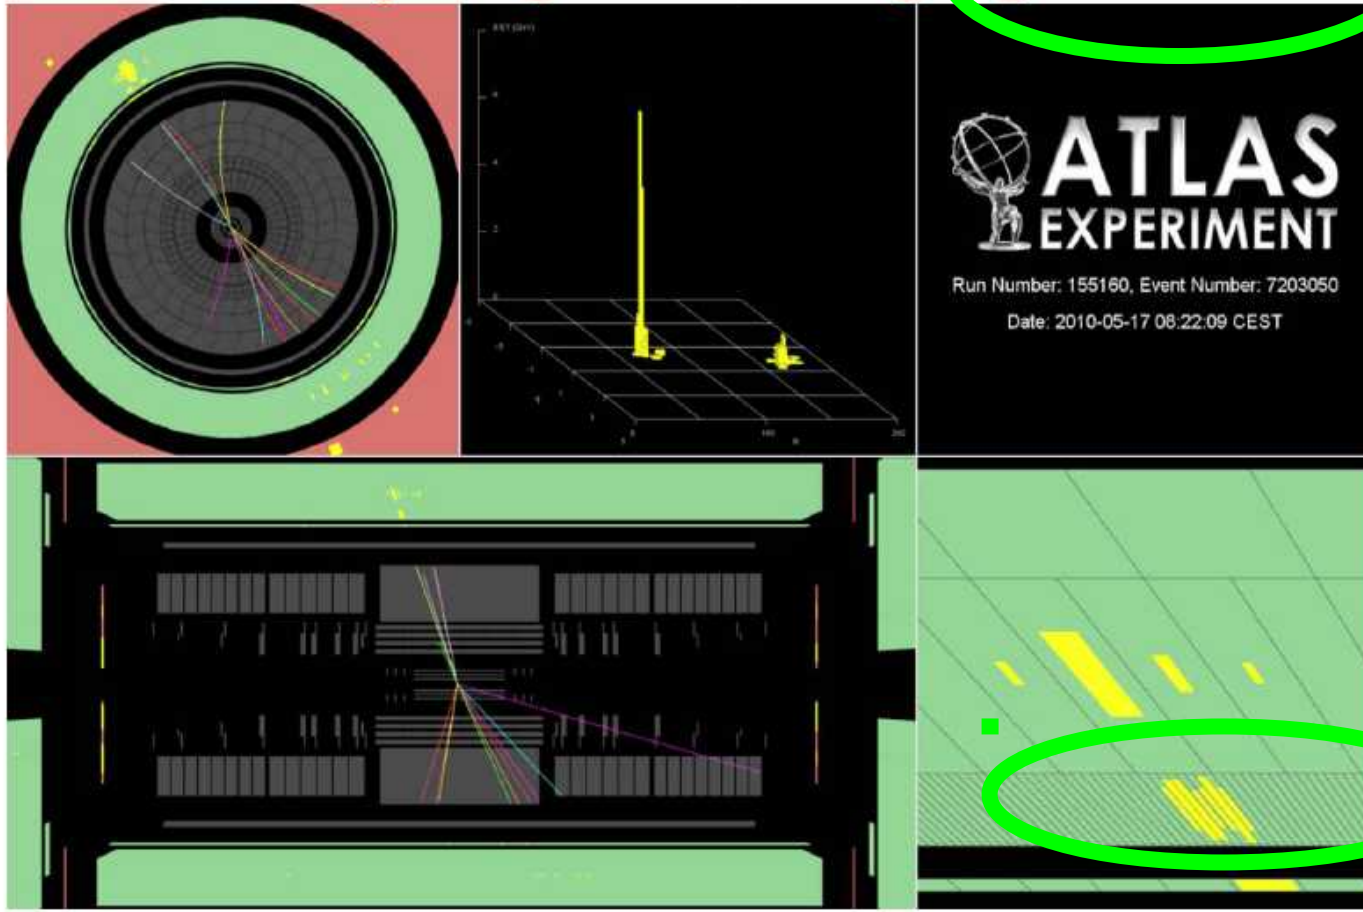 ATLAS
EXPERIMENT
Run Number: 155160, Event Number: 7203050
Date: 2010-05-17 08:22:09 CEST